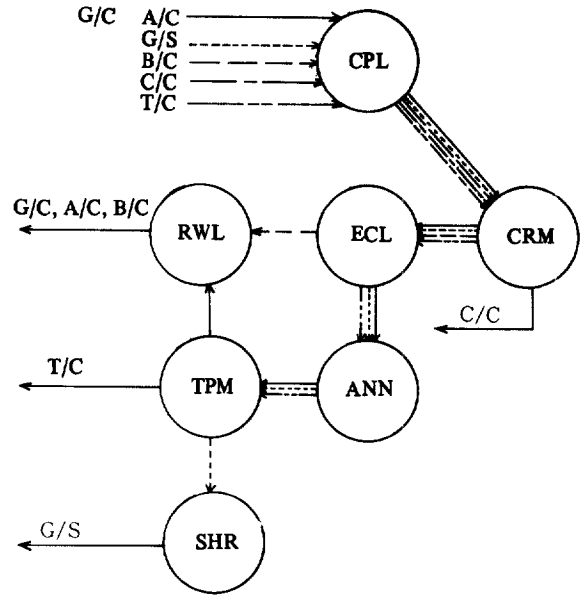 G/C A/C
G/S
B/C
C/C
T/C
CPL
G/C, A/C, B/C
RWL
ECL
CRM
C/C
T/C
TPM
ANN
G/S
SHR